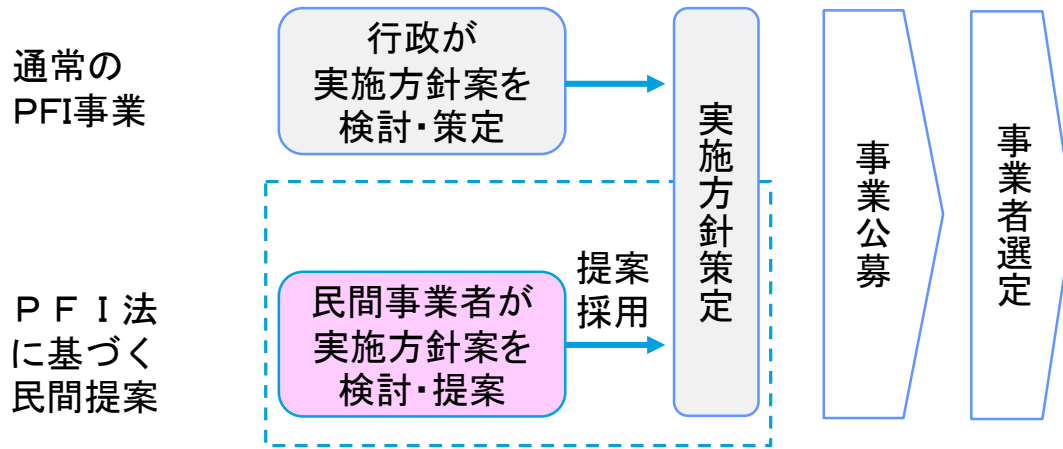 通常の
PFI事業
行政が
実施方針案を
検討・策定
ＰＦＩ法
に基づく
民間提案
民間事業者が
実施方針案を
検討・提案
提案
採用
実施方針策定
事業公募
事業者選定